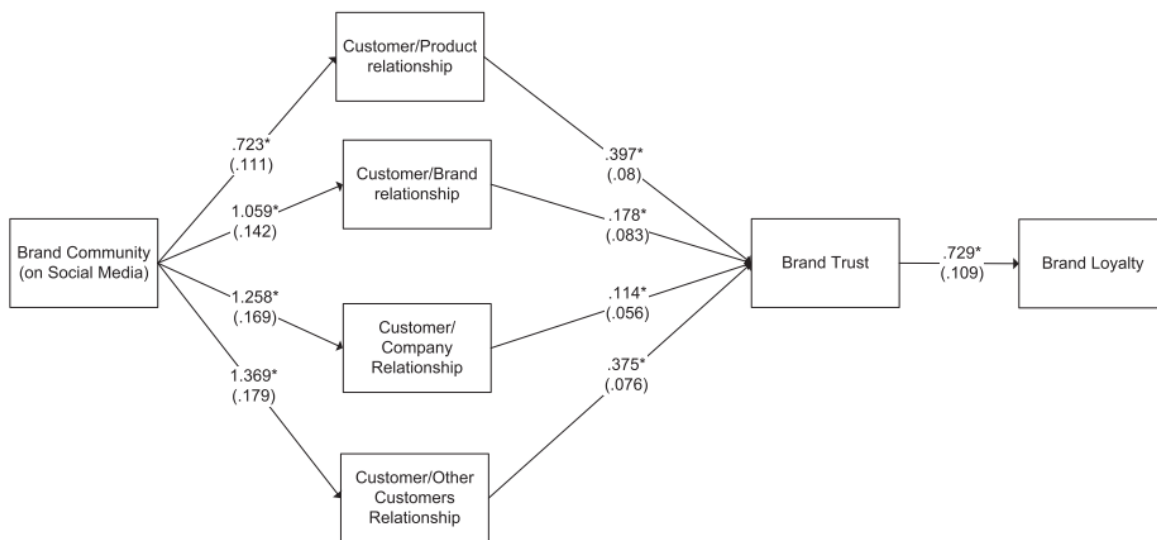 Customer/Product
relationship
.723*
(.111)
.397*
(.08)
Customer/Brand
relationship
1.059*
(.142)
.178*
(.083)
Brand Community
(on Social Media)
Brand Trust
.729*
(.109)
Brand Loyalty
1.258*
(.169)
.114*
(.056)
Customer/
Company
Relationship
1.369*
(.179)
.375*
(.076)
Customer/Other
Customers
Relationship